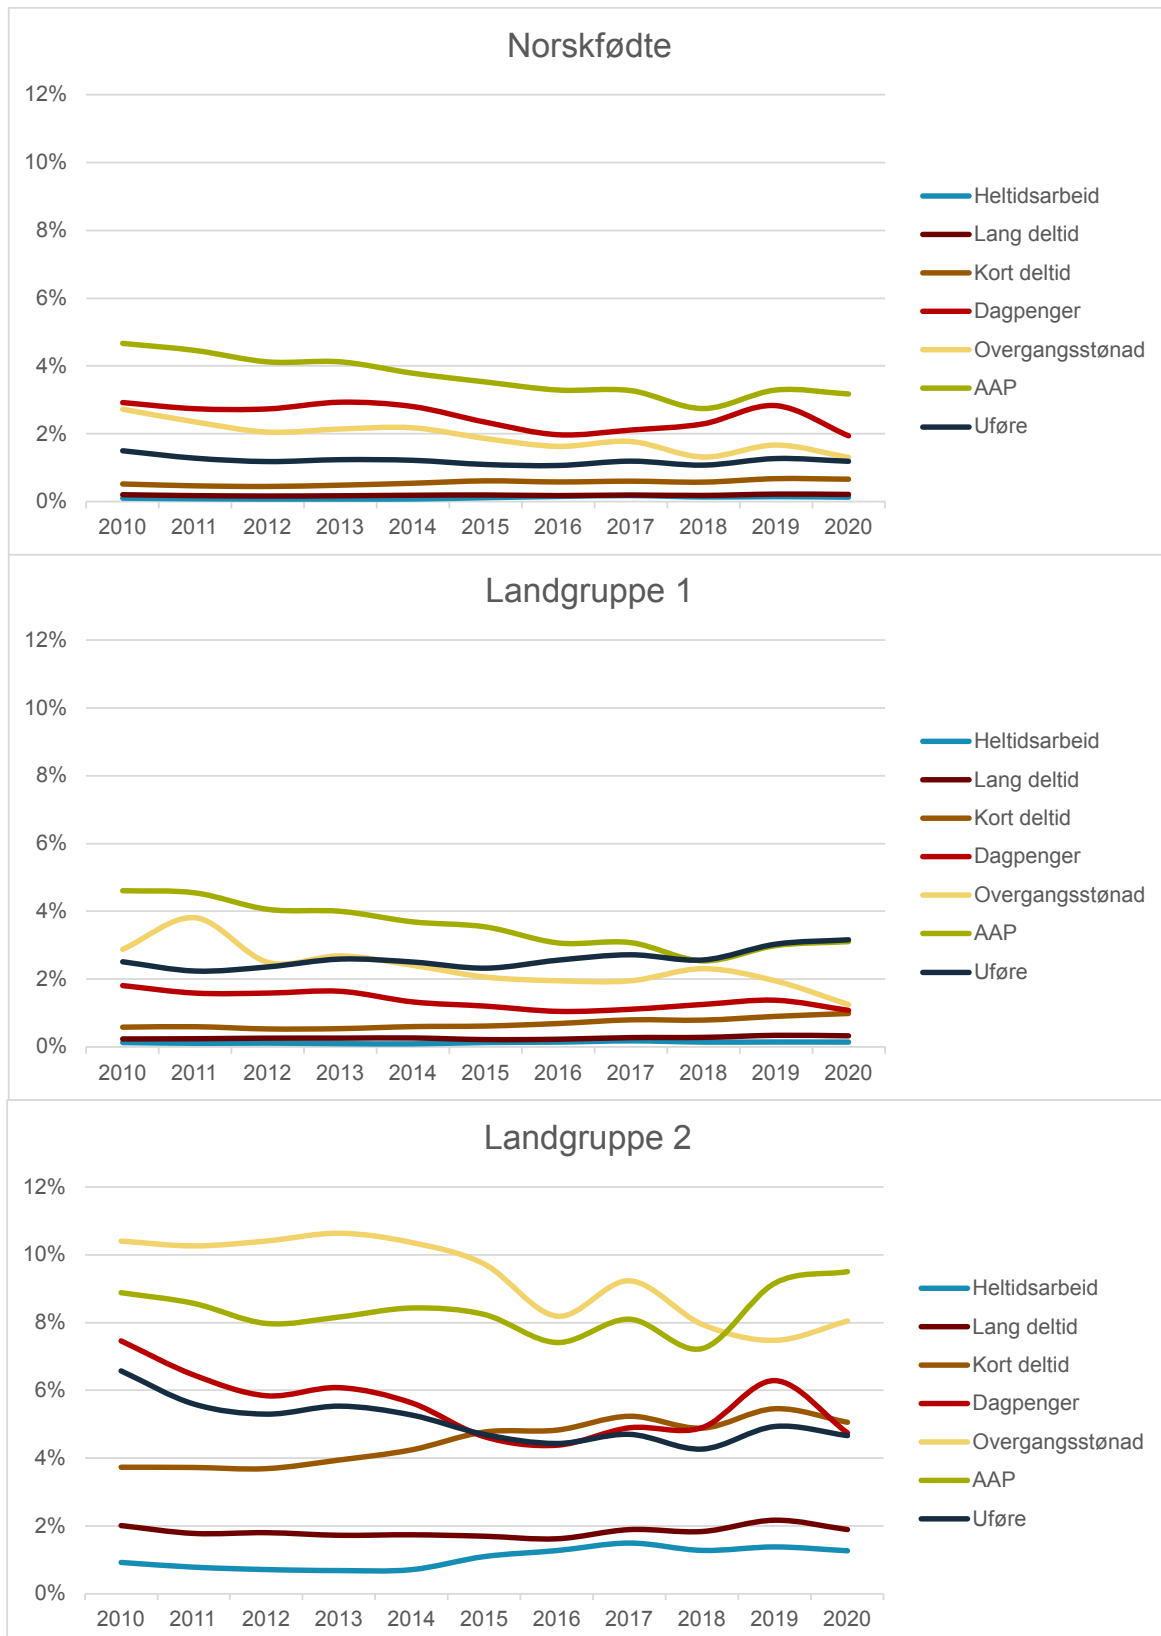 Norskfødte
12%
10%
8%
6%
4%
2%
0%
2010 2011 2012 2013 2014 2015 2016 2017 2018 2019 2020
Heltidsarbeid
Lang deltid
Kort deltid
Dagpenger
Overgangsstønad
AAP
Uføre
Landgruppe 1
12%
10%
8%
6%
4%
2%
0%
2010 2011 2012 2013 2014 2015 2016 2017 2018 2019 2020
Heltidsarbeid
Lang deltid
Kort deltid
Dagpenger
Overgangsstønad
AAP
Uføre
Landgruppe 2
12%
10%
8%
6%
4%
2%
0%
2010 2011 2012 2013 2014 2015 2016 2017 2018 2019 2020
Heltidsarbeid
Lang deltid
Kort deltid
Dagpenger
Overgangsstønad
AAP
Uføre